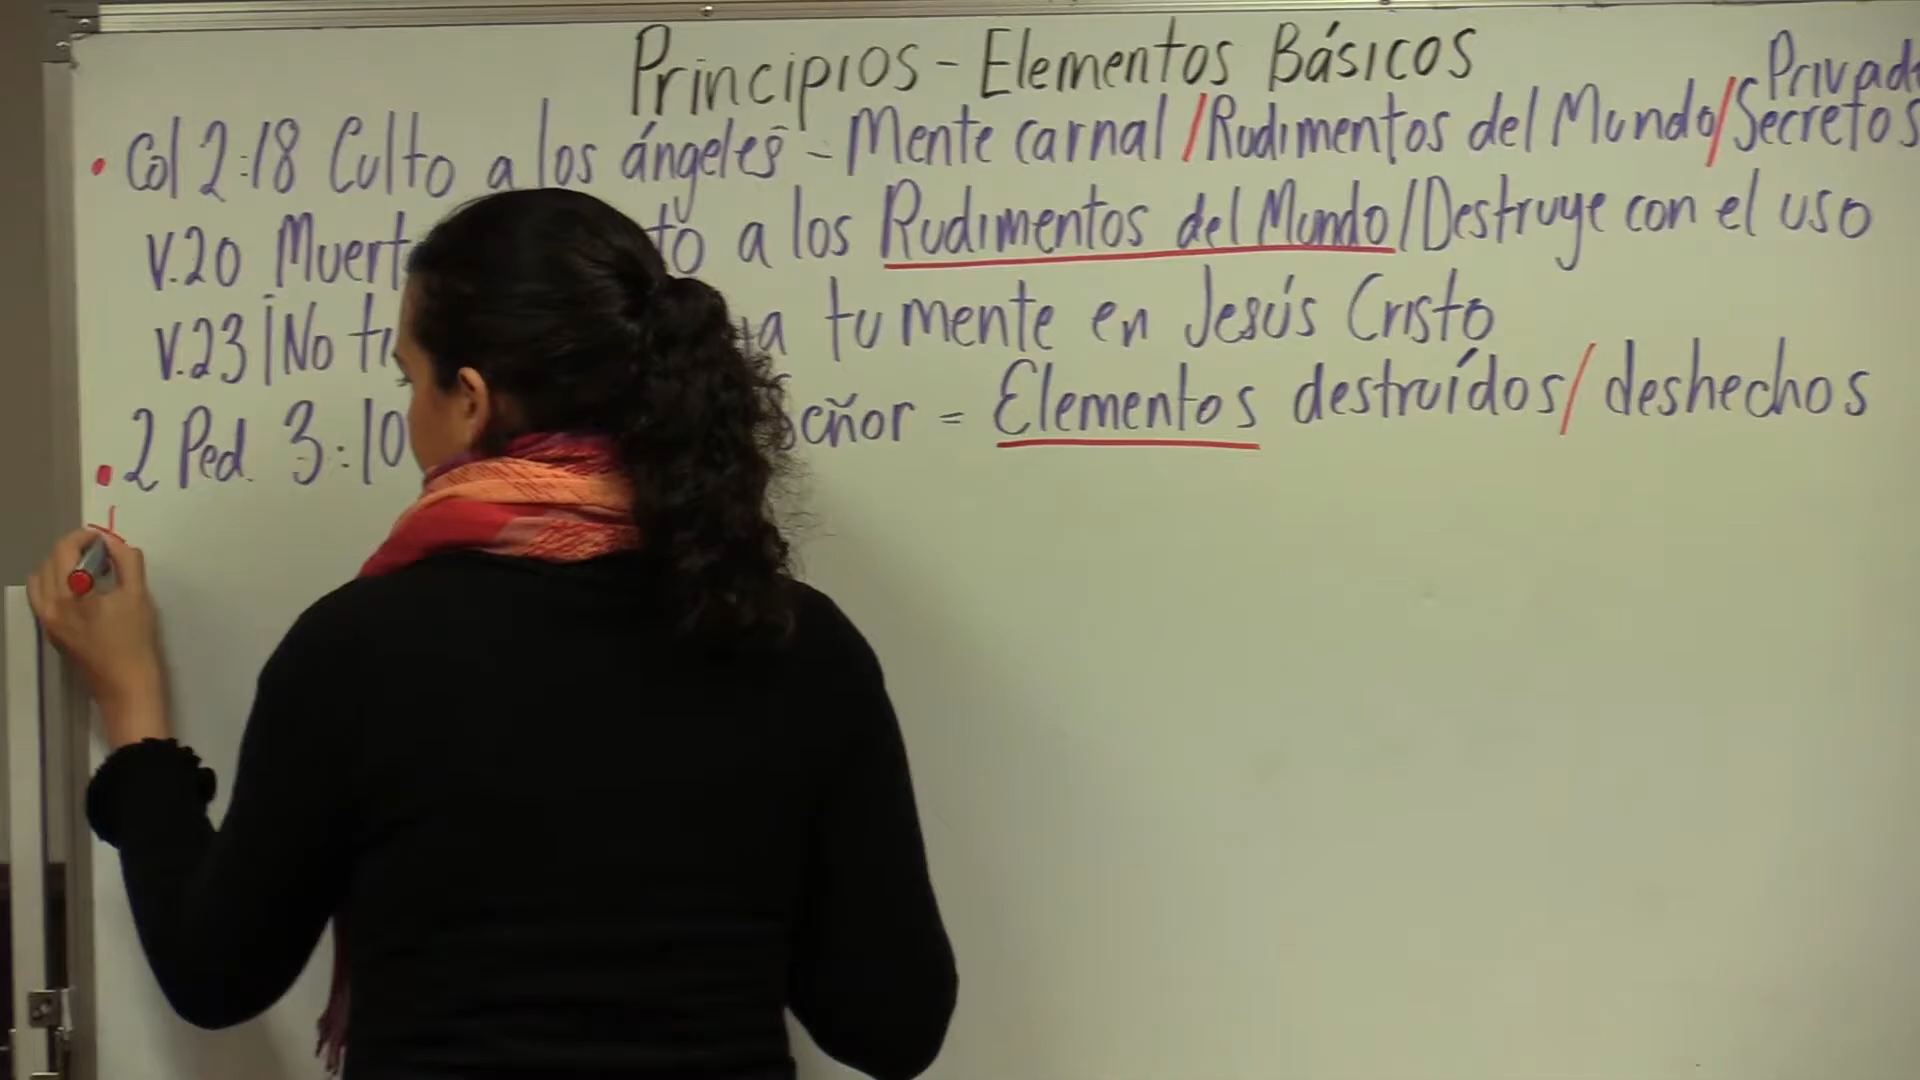 Principios - Elementos Básicos
Privad
• Col 2:18 Culto a los ángeles - Mente carnal / Rudimentos del Mundo / Secretos
V.20 Muert to a los Rudimentos del Mundo / Destruye con el uso
V.23 ¡No tu mente en Jesús Cristo
• 2 Ped. 3:10 Señor = Elementos destruídos / deshechos